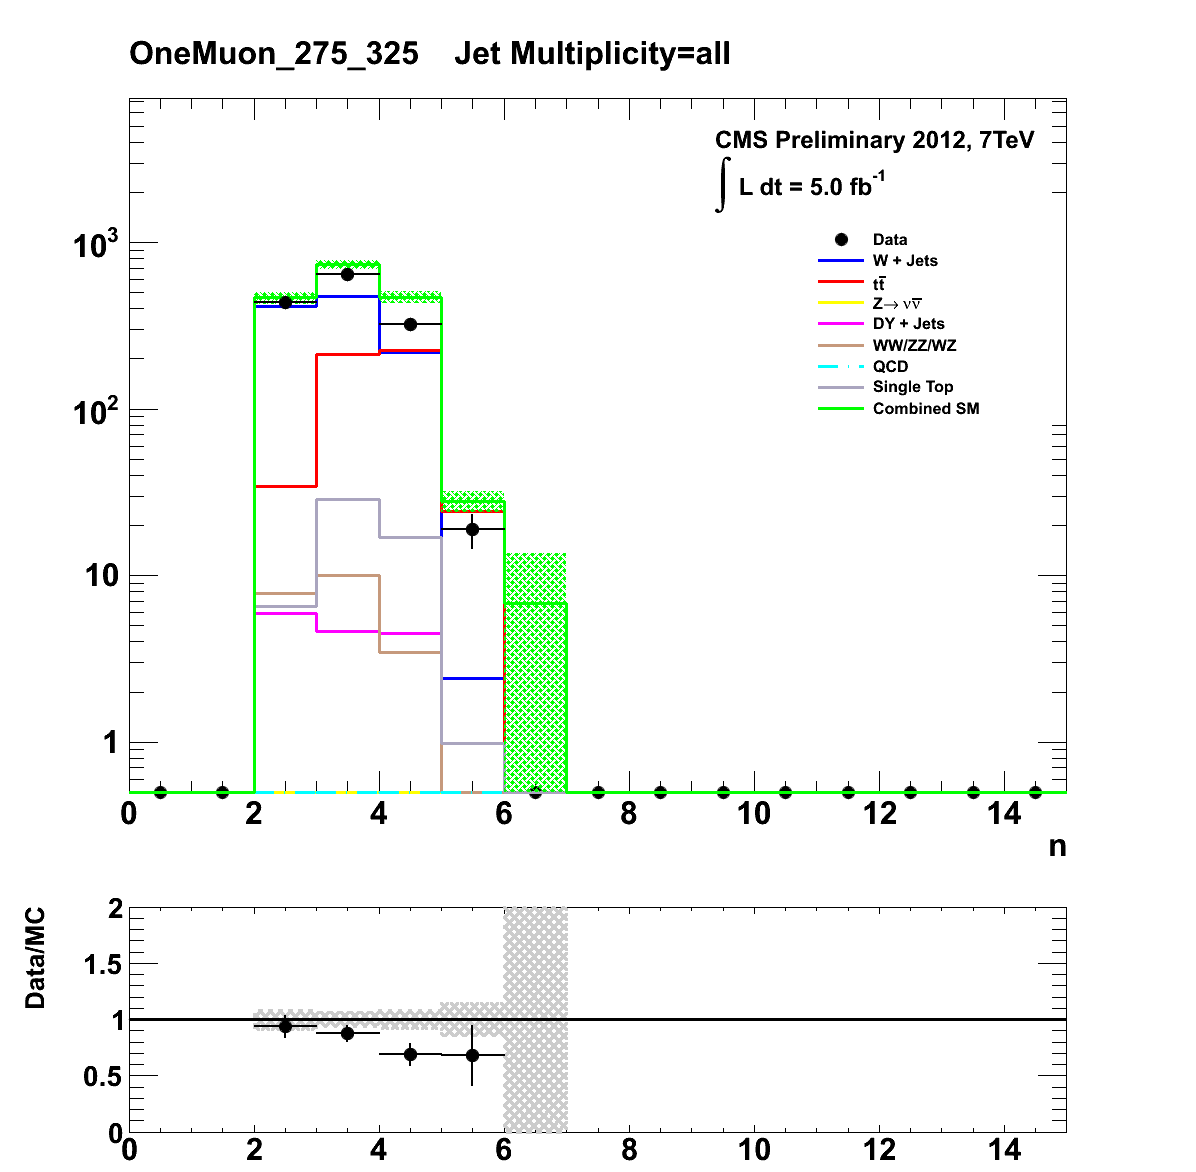 OneMuon_275_325 Jet Multiplicity=all
CMS Preliminary 2012, 7TeV
∫ L dt = 5.0 fb⁻¹
Data
W + Jets
tt̅
Z→ νν̅
DY + Jets
WW/ZZ/WZ
QCD
Single Top
Combined SM
10³
10²
10
1
0 2 4 6 8 10 12 14
n
Data/MC
2
1.5
1
0.5
0
0 2 4 6 8 10 12 14